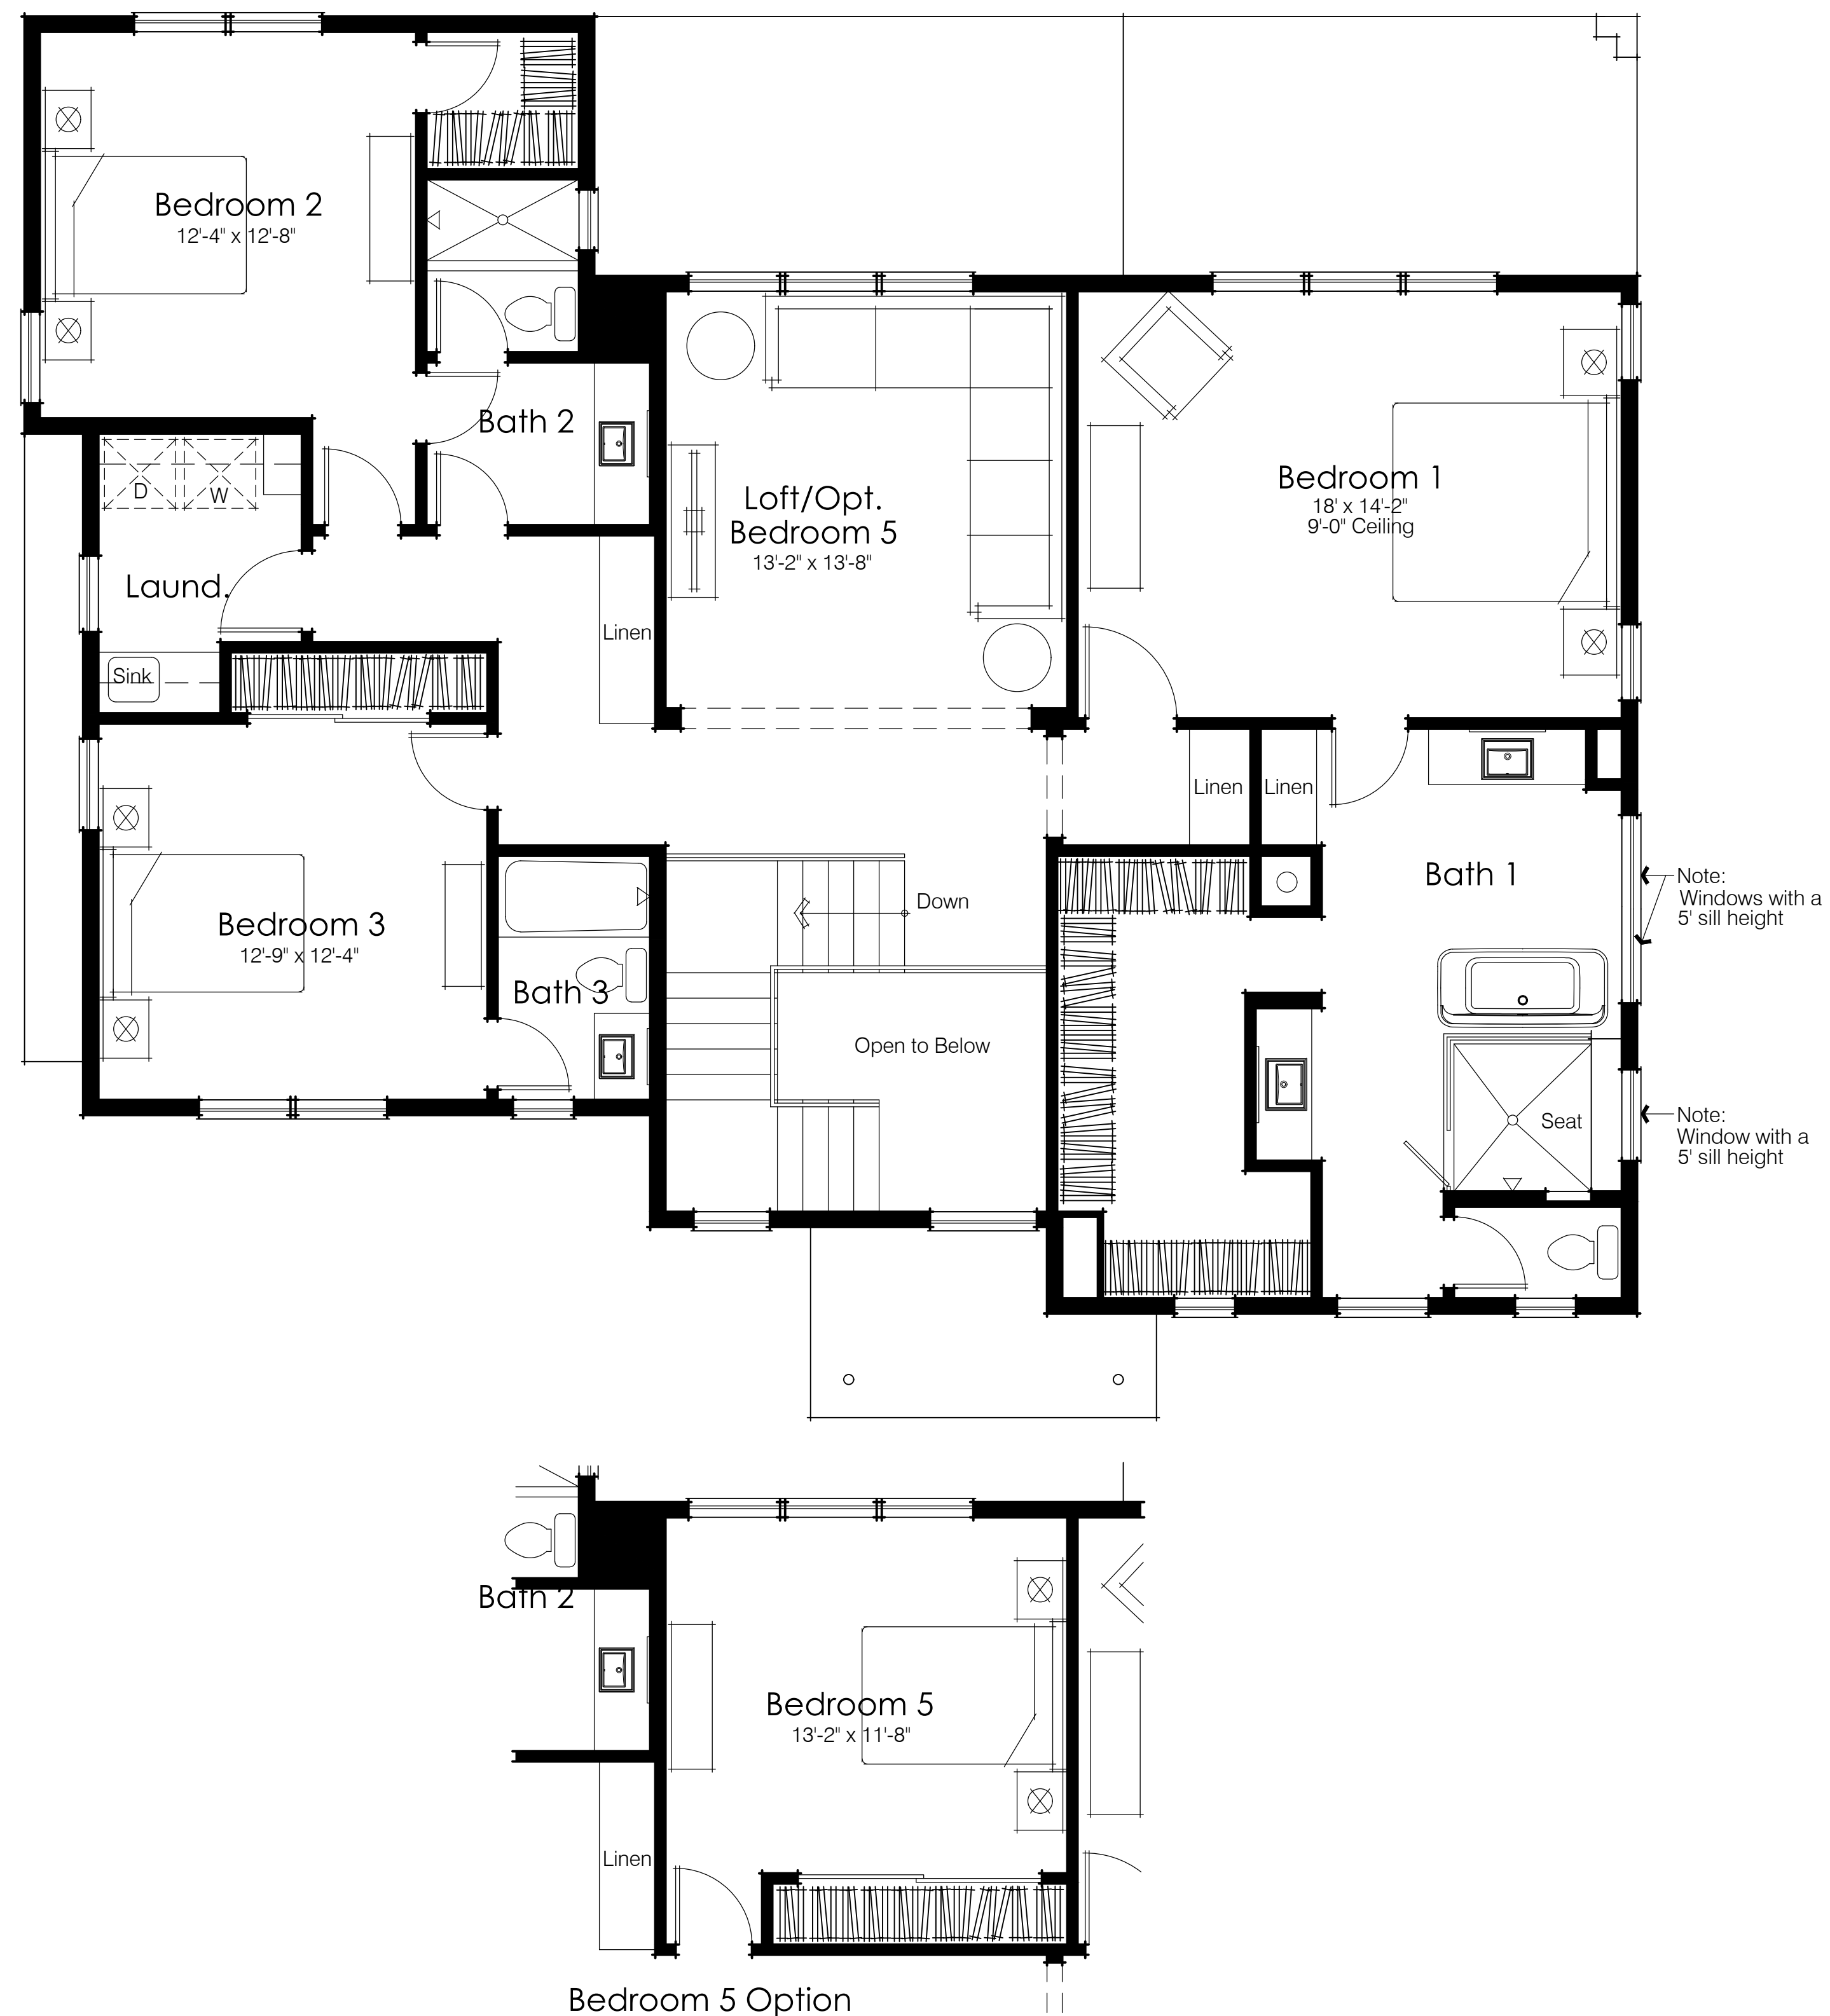 Bedroom 2
12'-4" x 12'-8"
Bath 2
D
W
Laund.
Sink
Linen
Loft/Opt.
Bedroom 5
13'-2" x 13'-8"
Bedroom 1
18' x 14'-2"
9'-0" Ceiling
Linen
Linen
Bath 1
Note:
Windows with a
5' sill height
Bedroom 3
12'-9" x 12'-4"
Bath 3
Down
Open to Below
Seat
Note:
Window with a
5' sill height
Bath 2
Bedroom 5
13'-2" x 11'-8"
Linen
Bedroom 5 Option